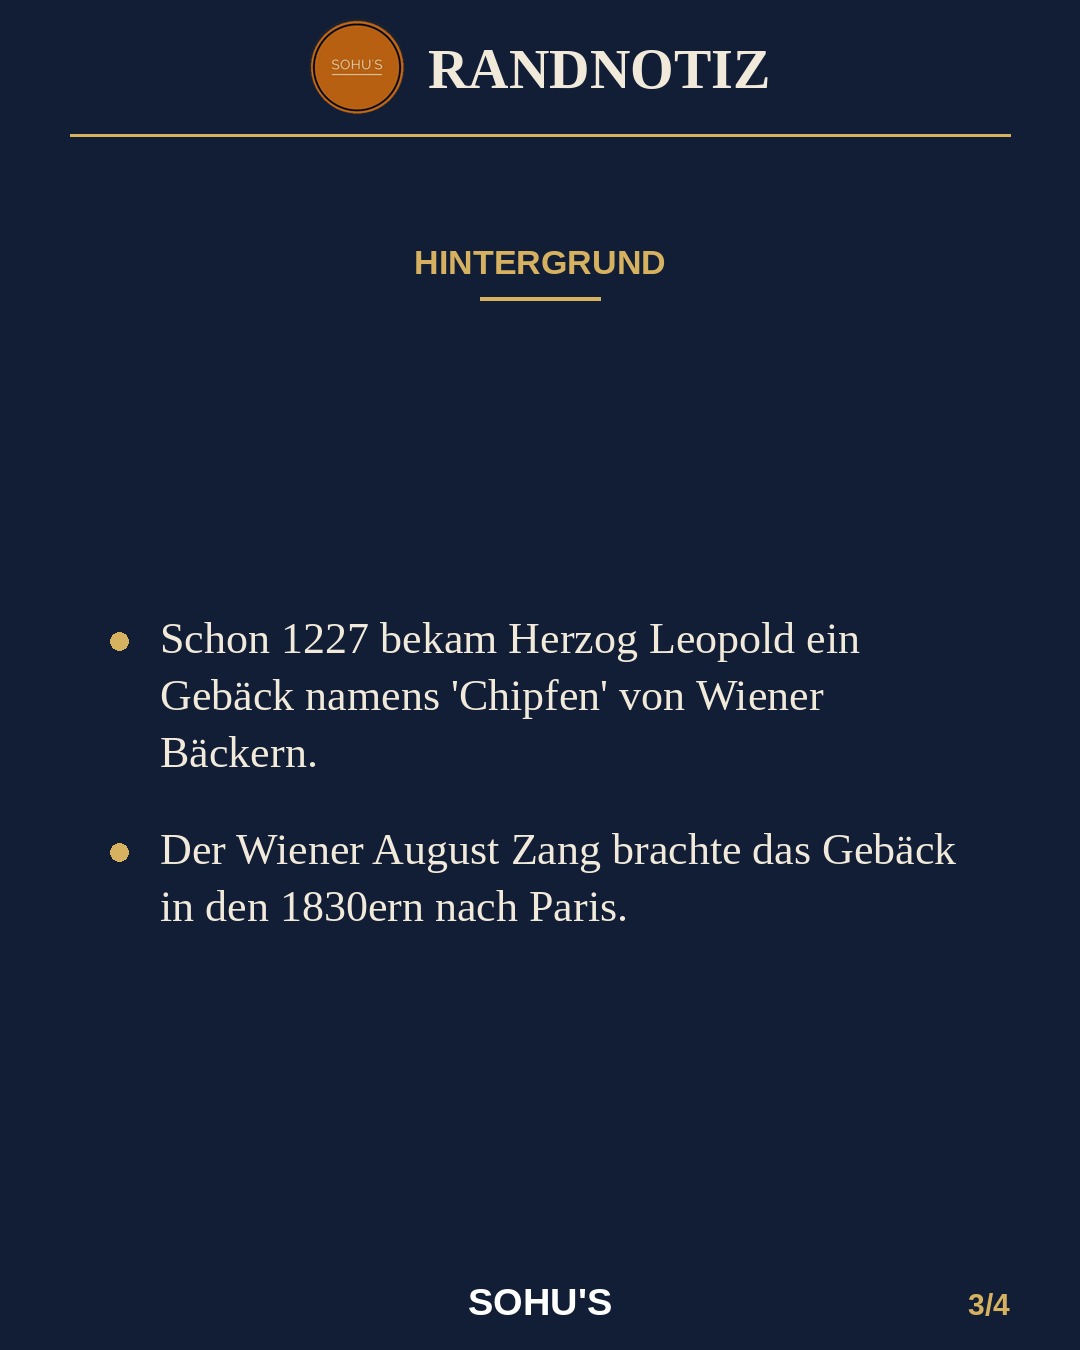 SOHU'S
RANDNOTIZ
HINTERGRUND
Schon 1227 bekam Herzog Leopold ein
Gebäck namens 'Chipfen' von Wiener
Bäckern.
Der Wiener August Zang brachte das Gebäck
in den 1830ern nach Paris.
SOHU'S
3/4